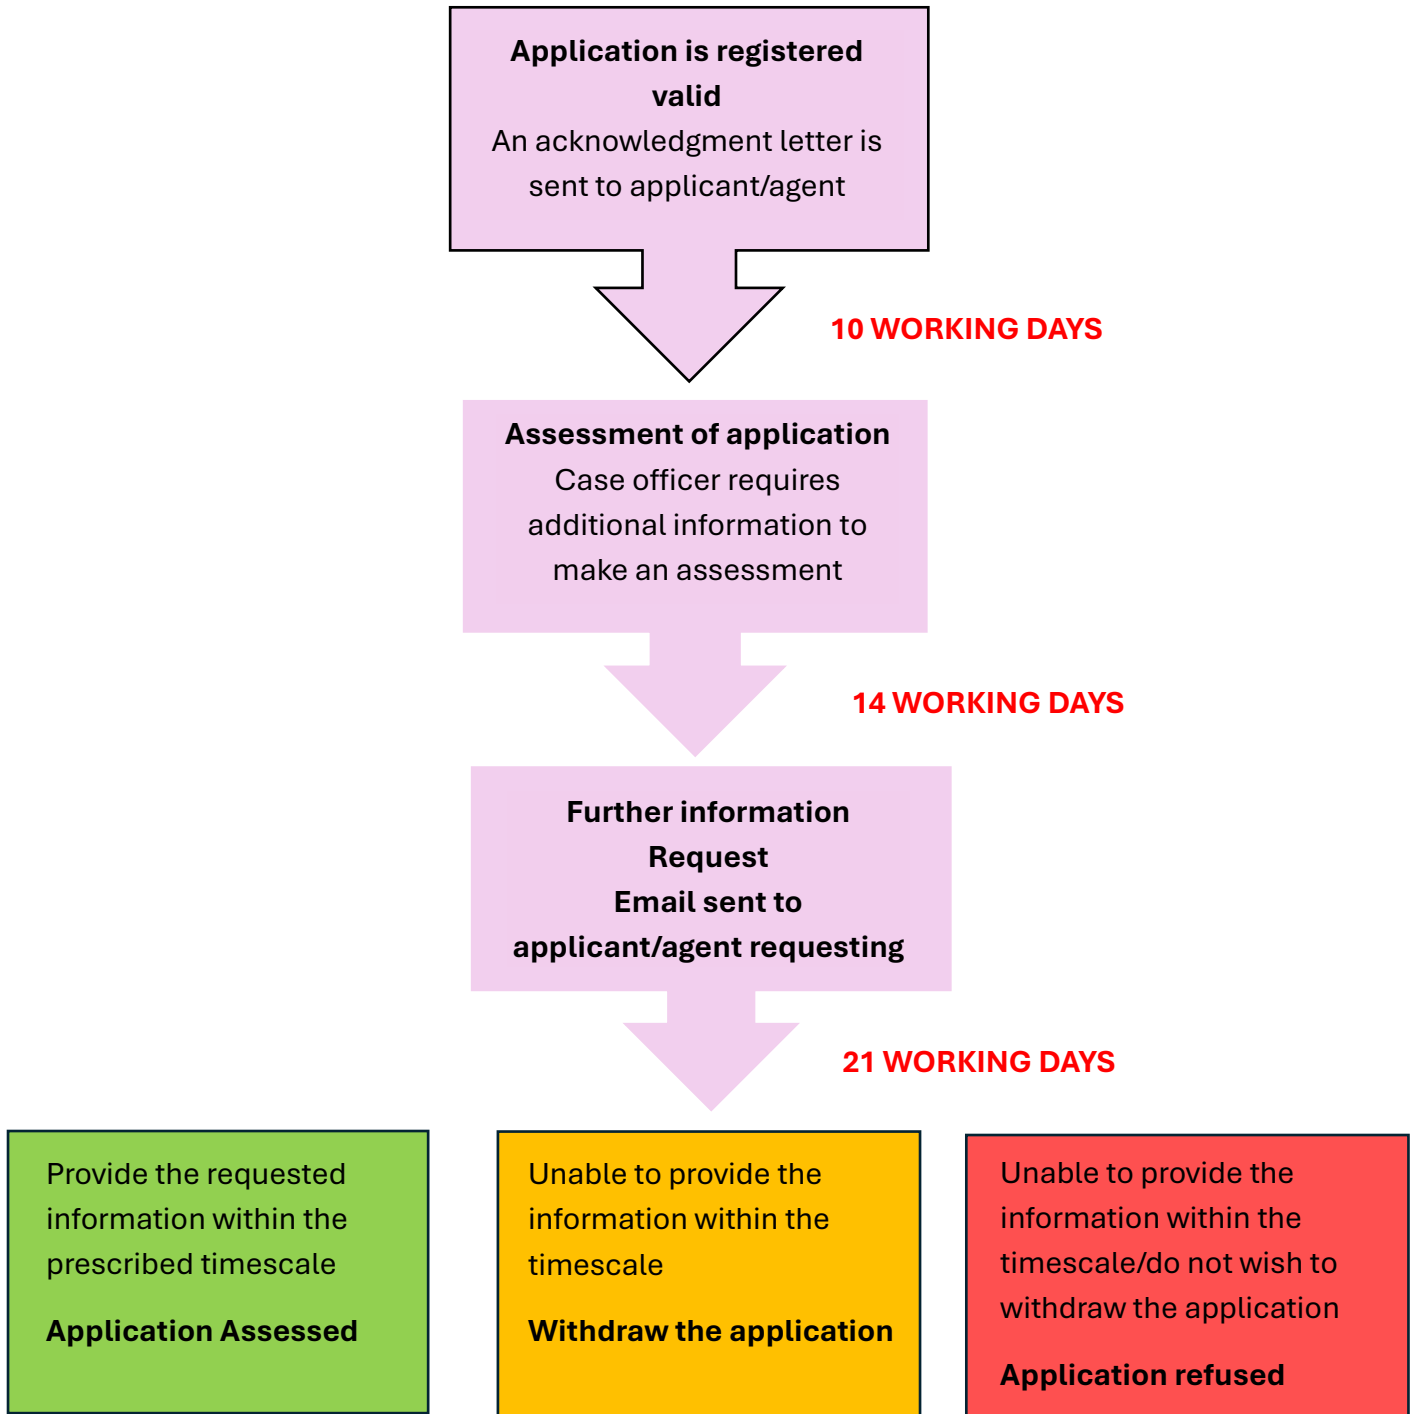 Application is registered
valid
An acknowledgment letter is
sent to applicant/agent
10 WORKING DAYS
Assessment of application
Case officer requires
additional information to
make an assessment
14 WORKING DAYS
Further information
Request
Email sent to
applicant/agent requesting
21 WORKING DAYS
Provide the requested
information within the
prescribed timescale
Application Assessed
Unable to provide the
information within the
timescale
Withdraw the application
Unable to provide the
information within the
timescale/do not wish to
withdraw the application
Application refused